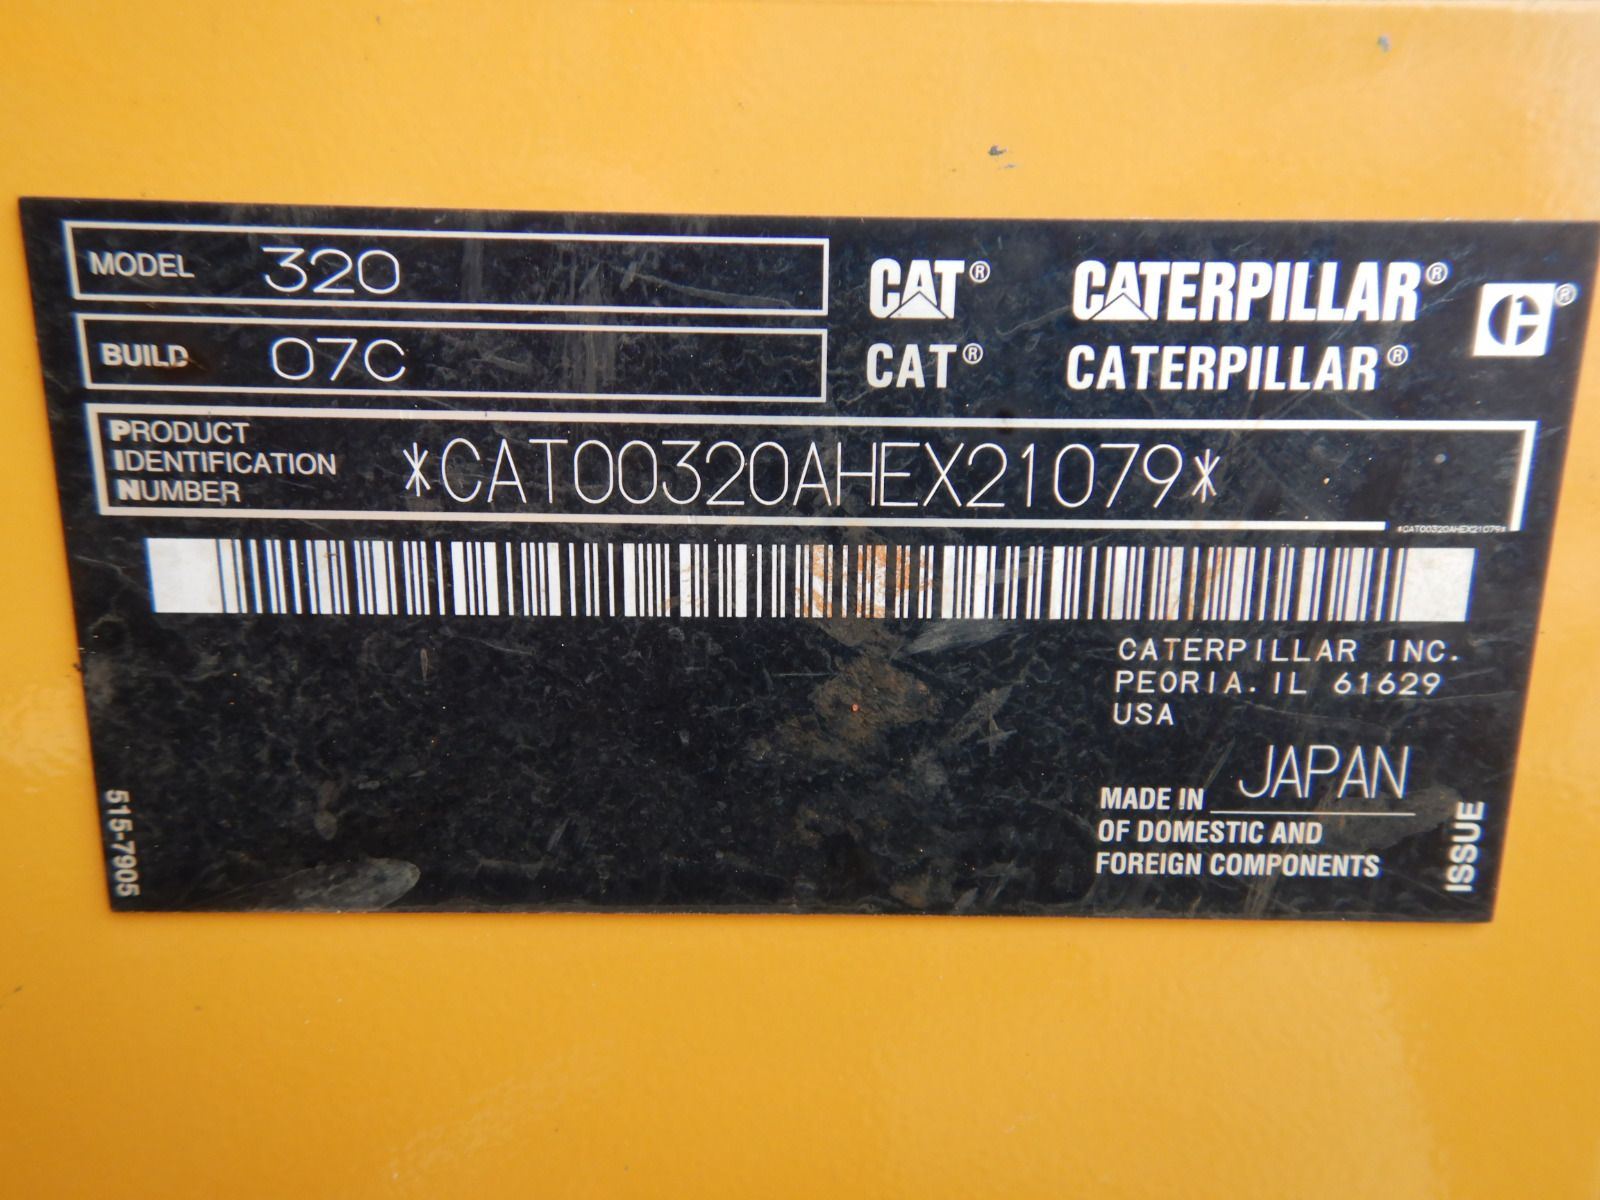 MODEL 320
BUILD 07C
CAT® CATERPILLAR® ®
CAT® CATERPILLAR®
PRODUCT
IDENTIFICATION
NUMBER
*CAT00320AHEX21079*
*CAT00320AHEX21079*
CATERPILLAR INC.
PEORIA. IL 61629
USA
MADE IN JAPAN
OF DOMESTIC AND
FOREIGN COMPONENTS
515-7905
ISSUE